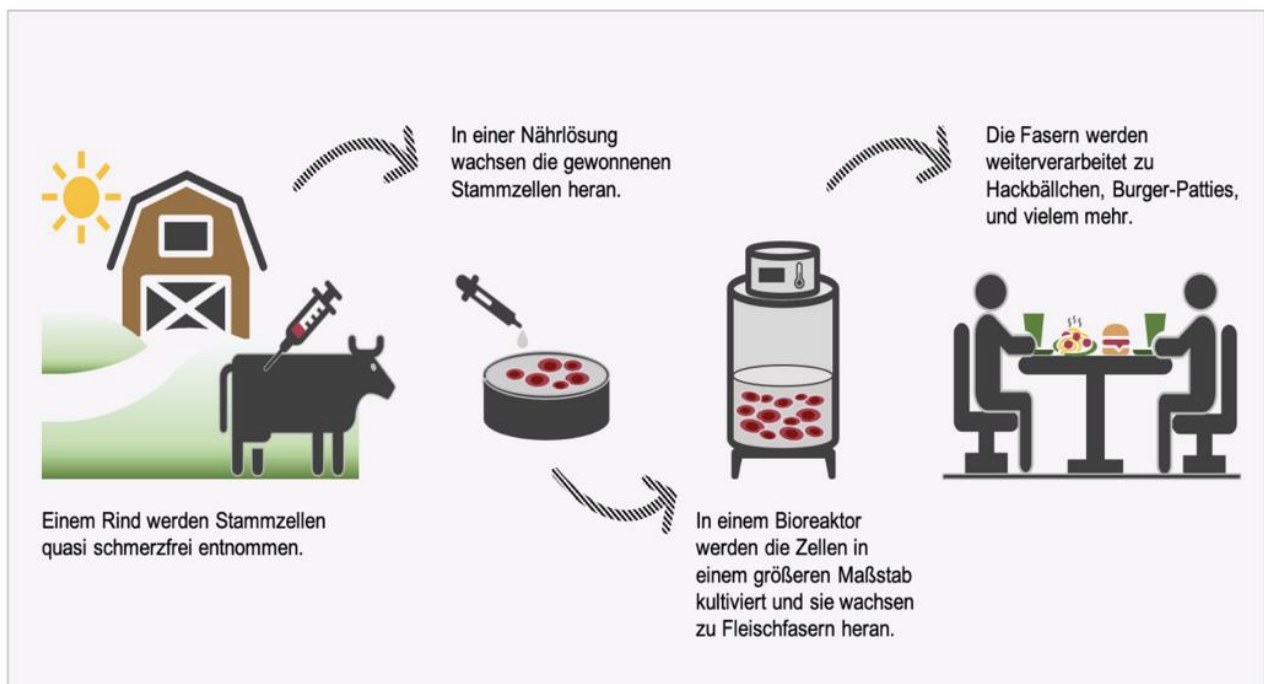 Einem Rind werden Stammzellen
quasi schmerzfrei entnommen.
In einer Nährlösung
wachsen die gewonnenen
Stammzellen heran.
In einem Bioreaktor
werden die Zellen in
einem größeren Maßstab
kultiviert und sie wachsen
zu Fleischfasern heran.
Die Fasern werden
weiterverarbeitet zu
Hackbällchen, Burger-Patties,
und vielem mehr.